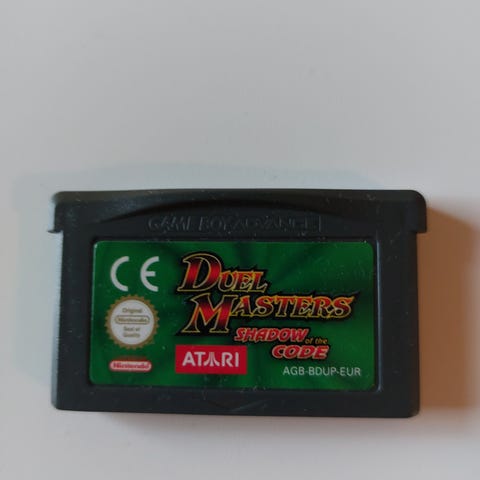 GAME BOY ADVANCE
CE
DUEL
MASTERS
SHADOW of the
CODE
Original
Nintendo
Seal of
Quality
Nintendo
ATARI
AGB-BDUP-EUR